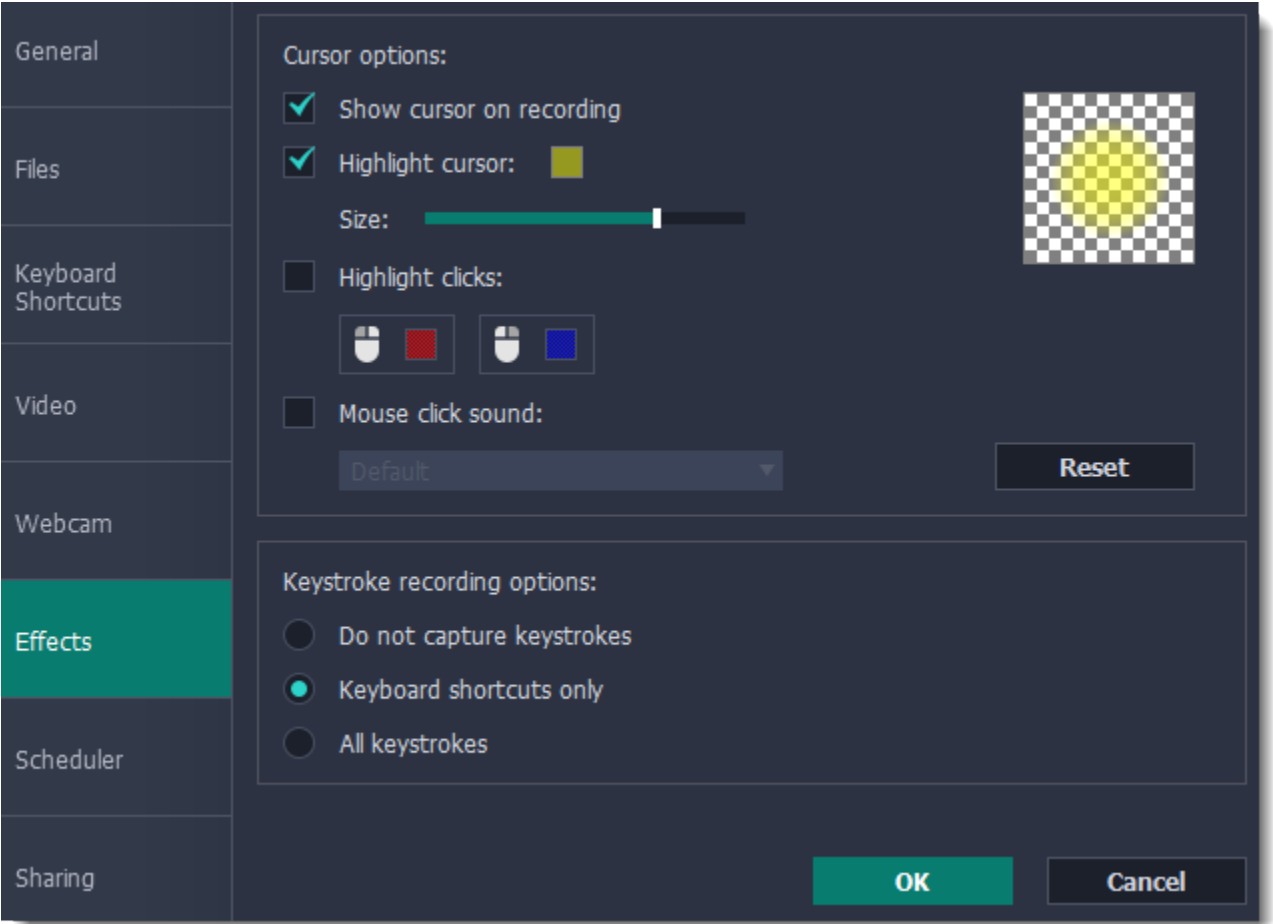 General
Files
Keyboard
Shortcuts
Video
Webcam
Effects
Scheduler
Sharing
Cursor options:
Show cursor on recording
Highlight cursor:
Size:
Highlight clicks:
Mouse click sound:
Default
Reset
Keystroke recording options:
Do not capture keystrokes
Keyboard shortcuts only
All keystrokes
OK
Cancel